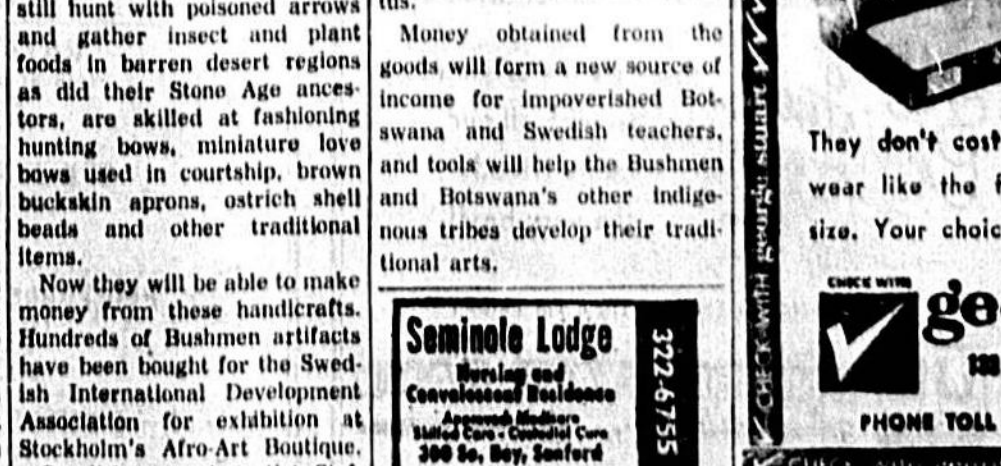 still hunt with poisoned arrows
and gather insect and plant
foods in barren desert regions
as did their Stone Age ances-
tors, are skilled at fashioning
hunting bows, miniature love
bows used in courtship, brown
buckskin aprons, ostrich shell
beads and other traditional
items.
Now they will be able to make
money from these handicrafts.
Hundreds of Bushmen artifacts
have been bought for the Swed-
ish International Development
Association for exhibition at
Stockholm's Afro-Art Boutique.
Money obtained from the
goods will form a new source of
income for impoverished Bot-
swana and Swedish teachers,
and tools will help the Bushmen
and Botswana's other indige-
nous tribes develop their tradi-
tional arts.
Seminole Lodge
Nursing and
Convalescent Residence
Approved Medicare
Skilled Care - Custodial Care
300 So. Bay, Sanford
322-6755
CHECK with georgia stuart
They don't cost
wear like the f
size. Your choic
CHECK WITH
ge
PHONE TOLL